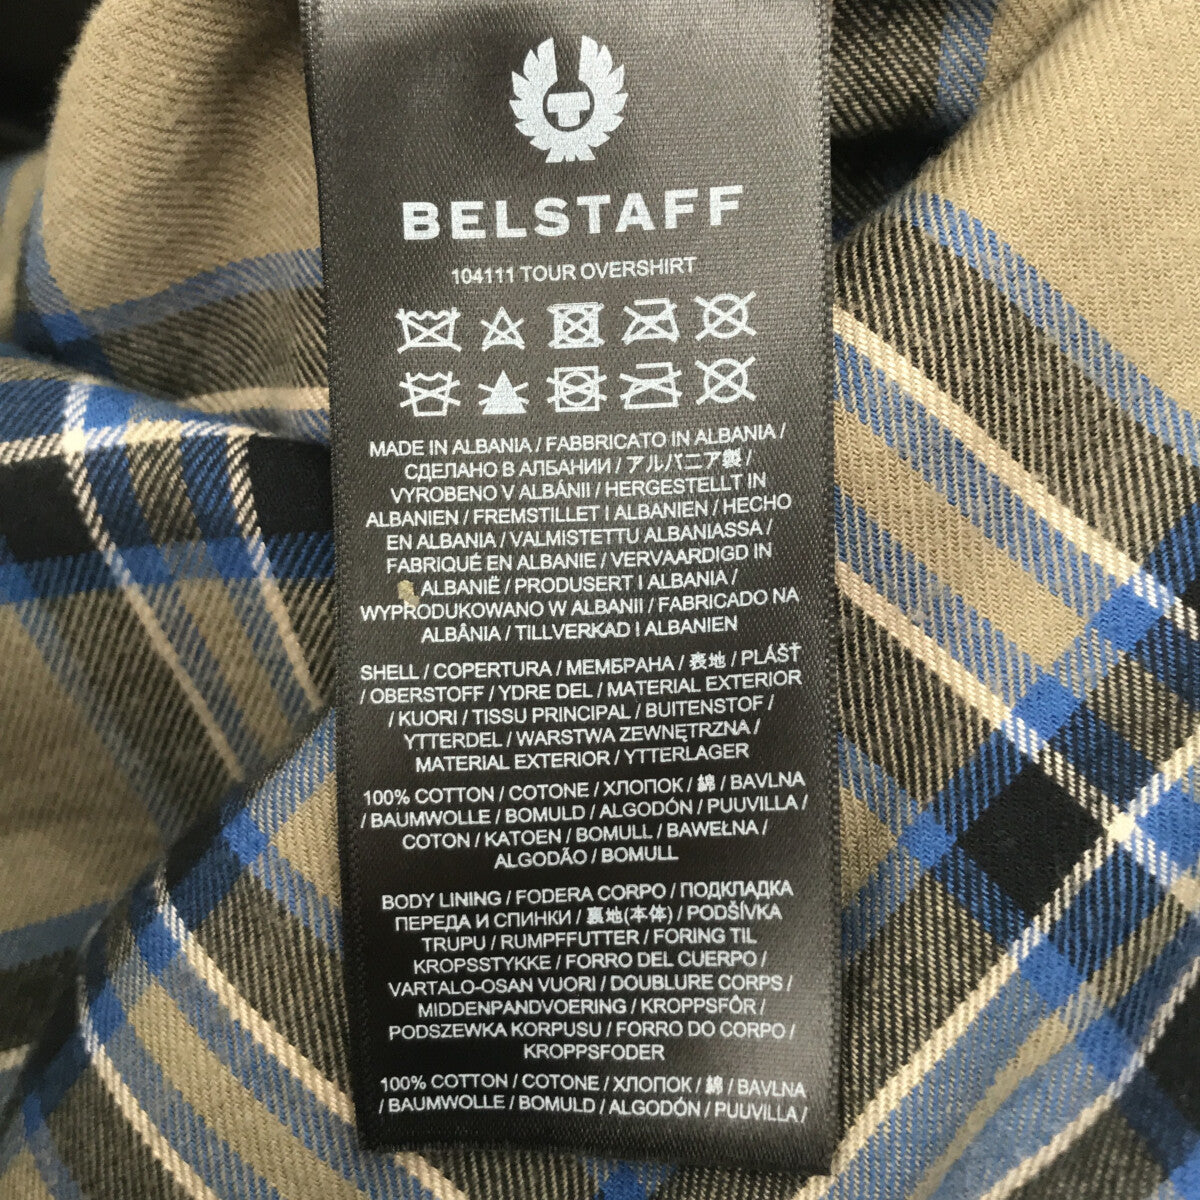 BELSTAFF
104111 TOUR OVERSHIRT
MADE IN ALBANIA / FABBRICATO IN ALBANIA /
СДЕЛАНО В АЛБАНИИ / アルバニア製 /
VYROBENO V ALBÁNII / HERGESTELLT IN
ALBANIEN / FREMSTILLET I ALBANIEN / HECHO
EN ALBANIA / VALMISTETTU ALBANIASSA /
FABRIQUÉ EN ALBANIE / VERVAARDIGD IN
ALBANIË / PRODUSERT I ALBANIA /
WYPRODUKOWANO W ALBANII / FABRICADO NA
ALBÂNIA / TILLVERKAD I ALBANIEN
SHELL / COPERTURA / МЕМБРАНА / 表地 / PLÁŠŤ
/ OBERSTOFF / YDRE DEL / MATERIAL EXTERIOR
/ KUORI / TISSU PRINCIPAL / BUITENSTOF /
YTTERDEL / WARSTWA ZEWNĘTRZNA /
MATERIAL EXTERIOR / YTTERLAGER
100% COTTON / COTONE / ХЛОПОК / 綿 / BAVLNA
/ BAUMWOLLE / BOMULD / ALGODÓN / PUUVILLA /
COTON / KATOEN / BOMULL / BAWEŁNA /
ALGODÃO / BOMULL
BODY LINING / FODERA CORPO / ПОДКЛАДКА
ПЕРЕДА И СПИНКИ / 裏地(本体) / PODŠÍVKA
TRUPU / RUMPFFUTTER / FORING TIL
KROPSSTYKKE / FORRO DEL CUERPO /
VARTALO-OSAN VUORI / DOUBLURE CORPS /
MIDDENPANDVOERING / KROPPSFÔR /
PODSZEWKA KORPUSU / FORRO DO CORPO /
KROPPSFODER
100% COTTON / COTONE / ХЛОПОК / 綿 / BAVLNA
/ BAUMWOLLE / BOMULD / ALGODÓN / PUUVILLA /